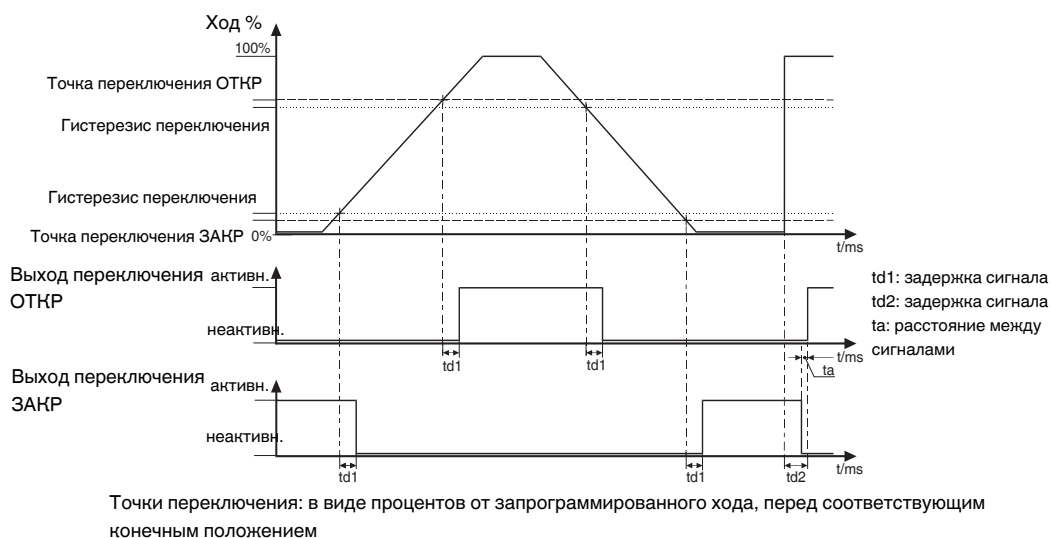 Ход %
100%
Точка переключения ОТКР
Гистерезис переключения
Гистерезис переключения
Точка переключения ЗАКР 0%
t/ms
Выход переключения
ОТКР
активн.
неактивн.
td1
td1
t/ms
ta
td1: задержка сигнала
td2: задержка сигнала
ta: расстояние между
сигналами
Выход переключения
ЗАКР
активн.
неактивн.
td1
td1
td2
t/ms
Точки переключения: в виде процентов от запрограммированного хода, перед соответствующим
конечным положением